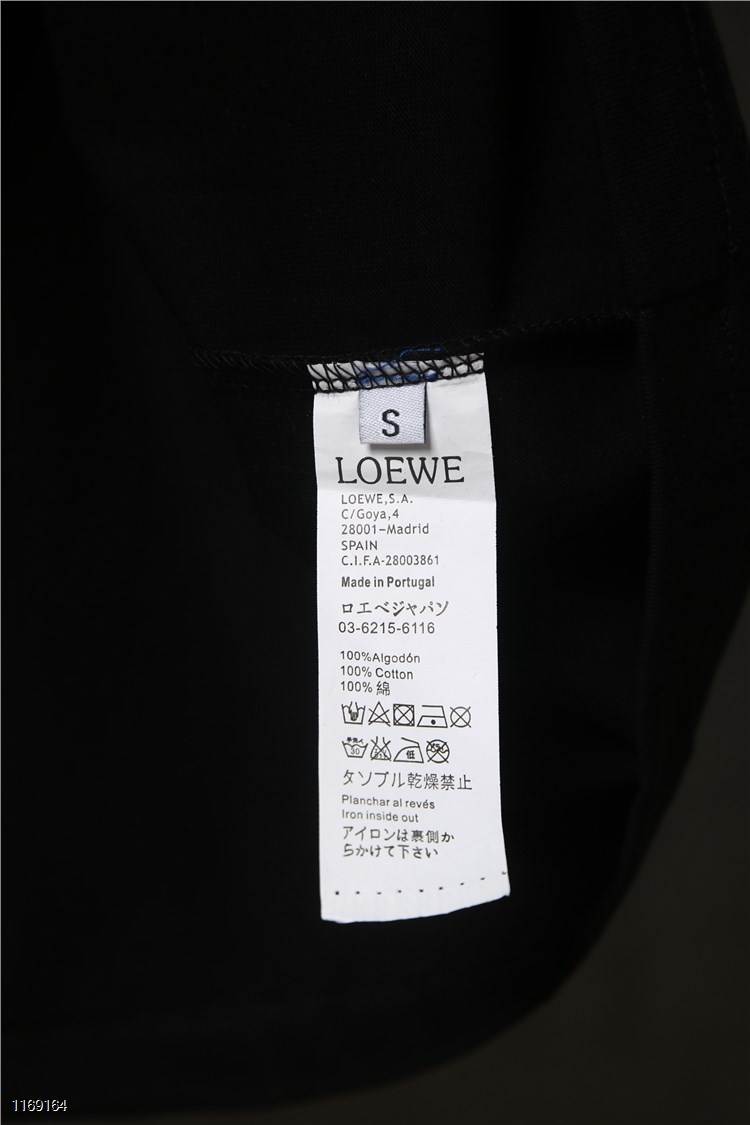 S
LOEWE
LOEWE,S.A.
C/Goya,4
28001-Madrid
SPAIN
C.I.F.A-28003861
Made in Portugal
ロエベジャパソ
03-6215-6116
100%Algodón
100% Cotton
100% 綿
30
低
タソブル乾燥禁止
Planchar al revés
Iron inside out
アイロンは裏側か
らかけて下さい
1169164